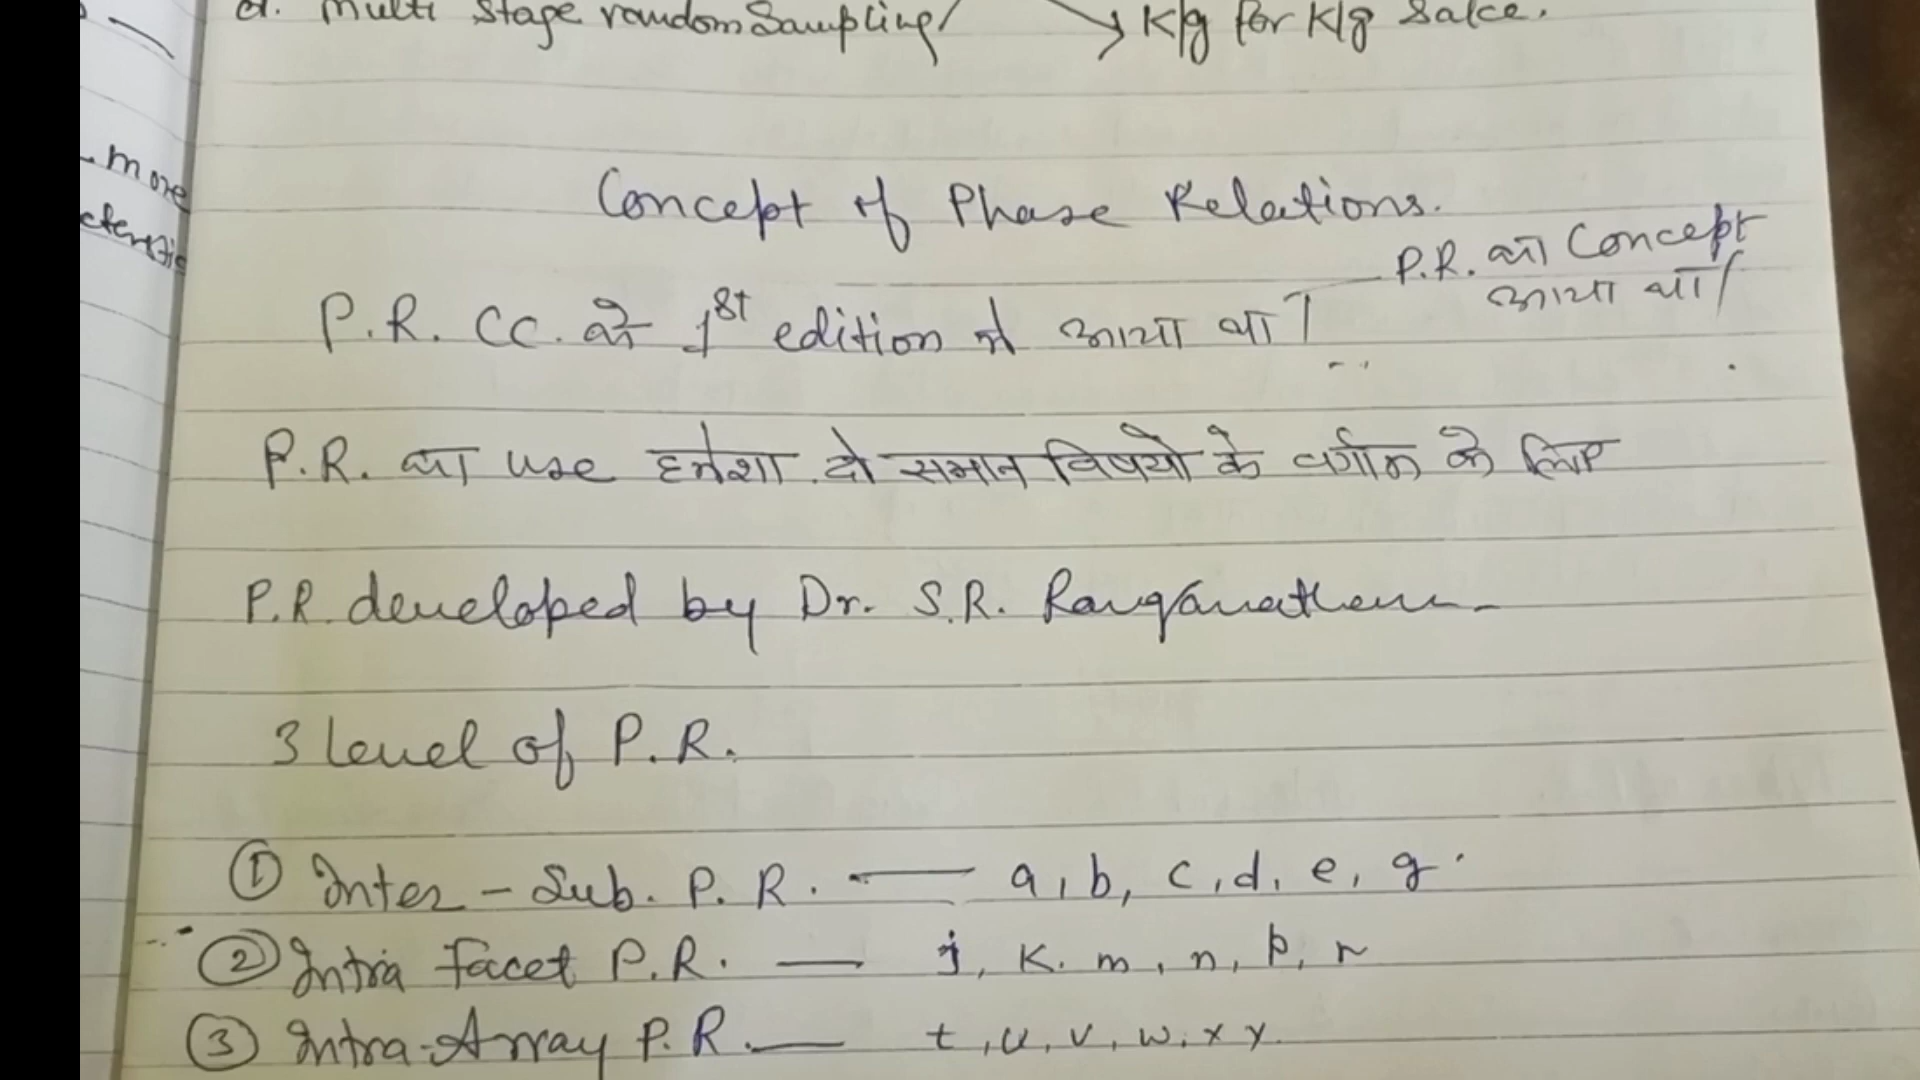 d. Multi Stage random Sampling/ → K/g for K/g Sake.
more
cteristic
Concept of Phase Relations.
P.R. का Concept
आया था/
P.R. CC. के 1st edition में आया था।
P.R. का use हमेशा दो समान विषयो के वर्गीकरण के लिए
P.R. developed by Dr. S.R. Ranganathan-
3 level of P.R.
① Inter - Sub. P. R. — a, b, c, d, e, g.
② Intra Facet P.R. — j, K. m, n, p, r
③ Intra-Array P.R. — t, u, v, w, x y